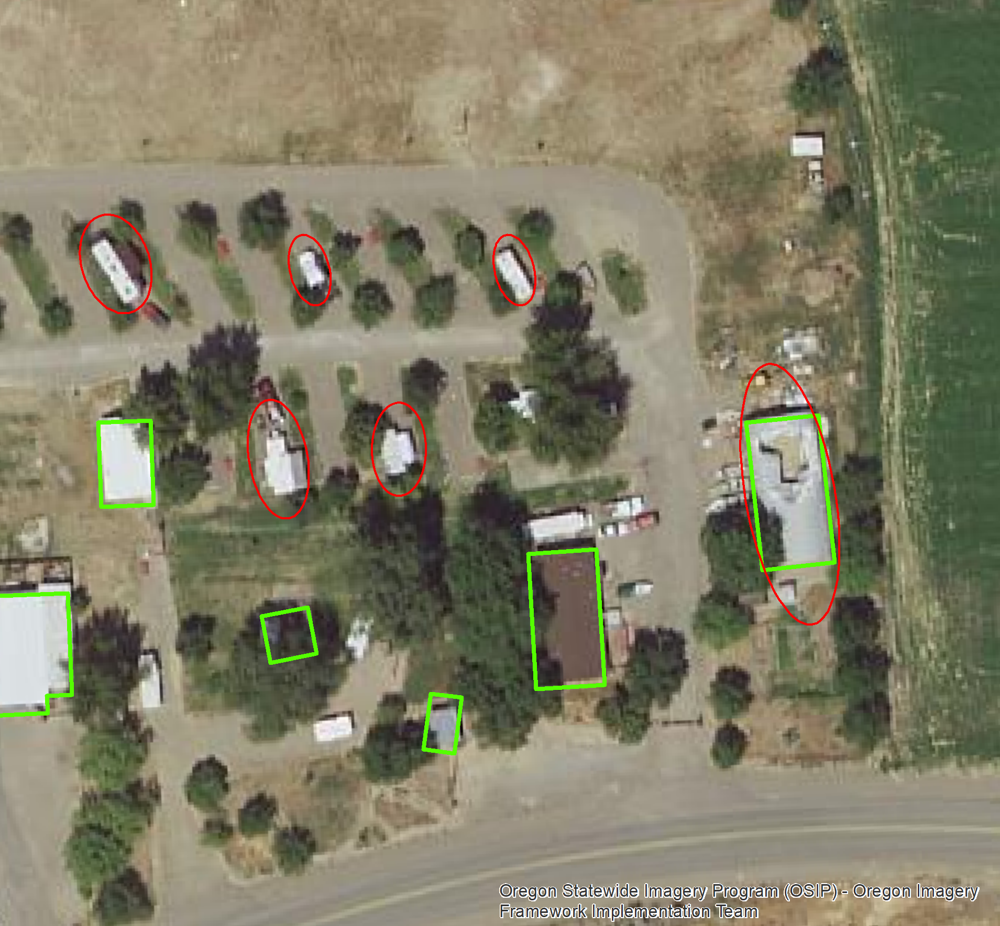 Oregon Statewide Imagery Program (OSIP) - Oregon Imagery
Framework Implementation Team